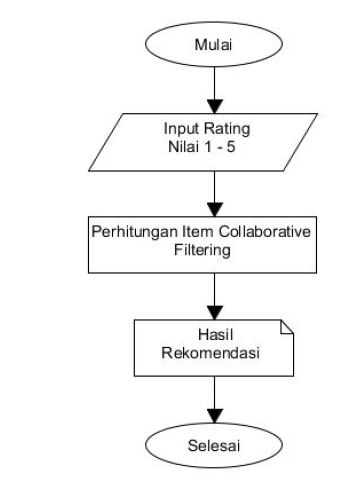 Mulai
Input Rating
Nilai 1 - 5
Perhitungan Item Collaborative
Filtering
Hasil
Rekomendasi
Selesai